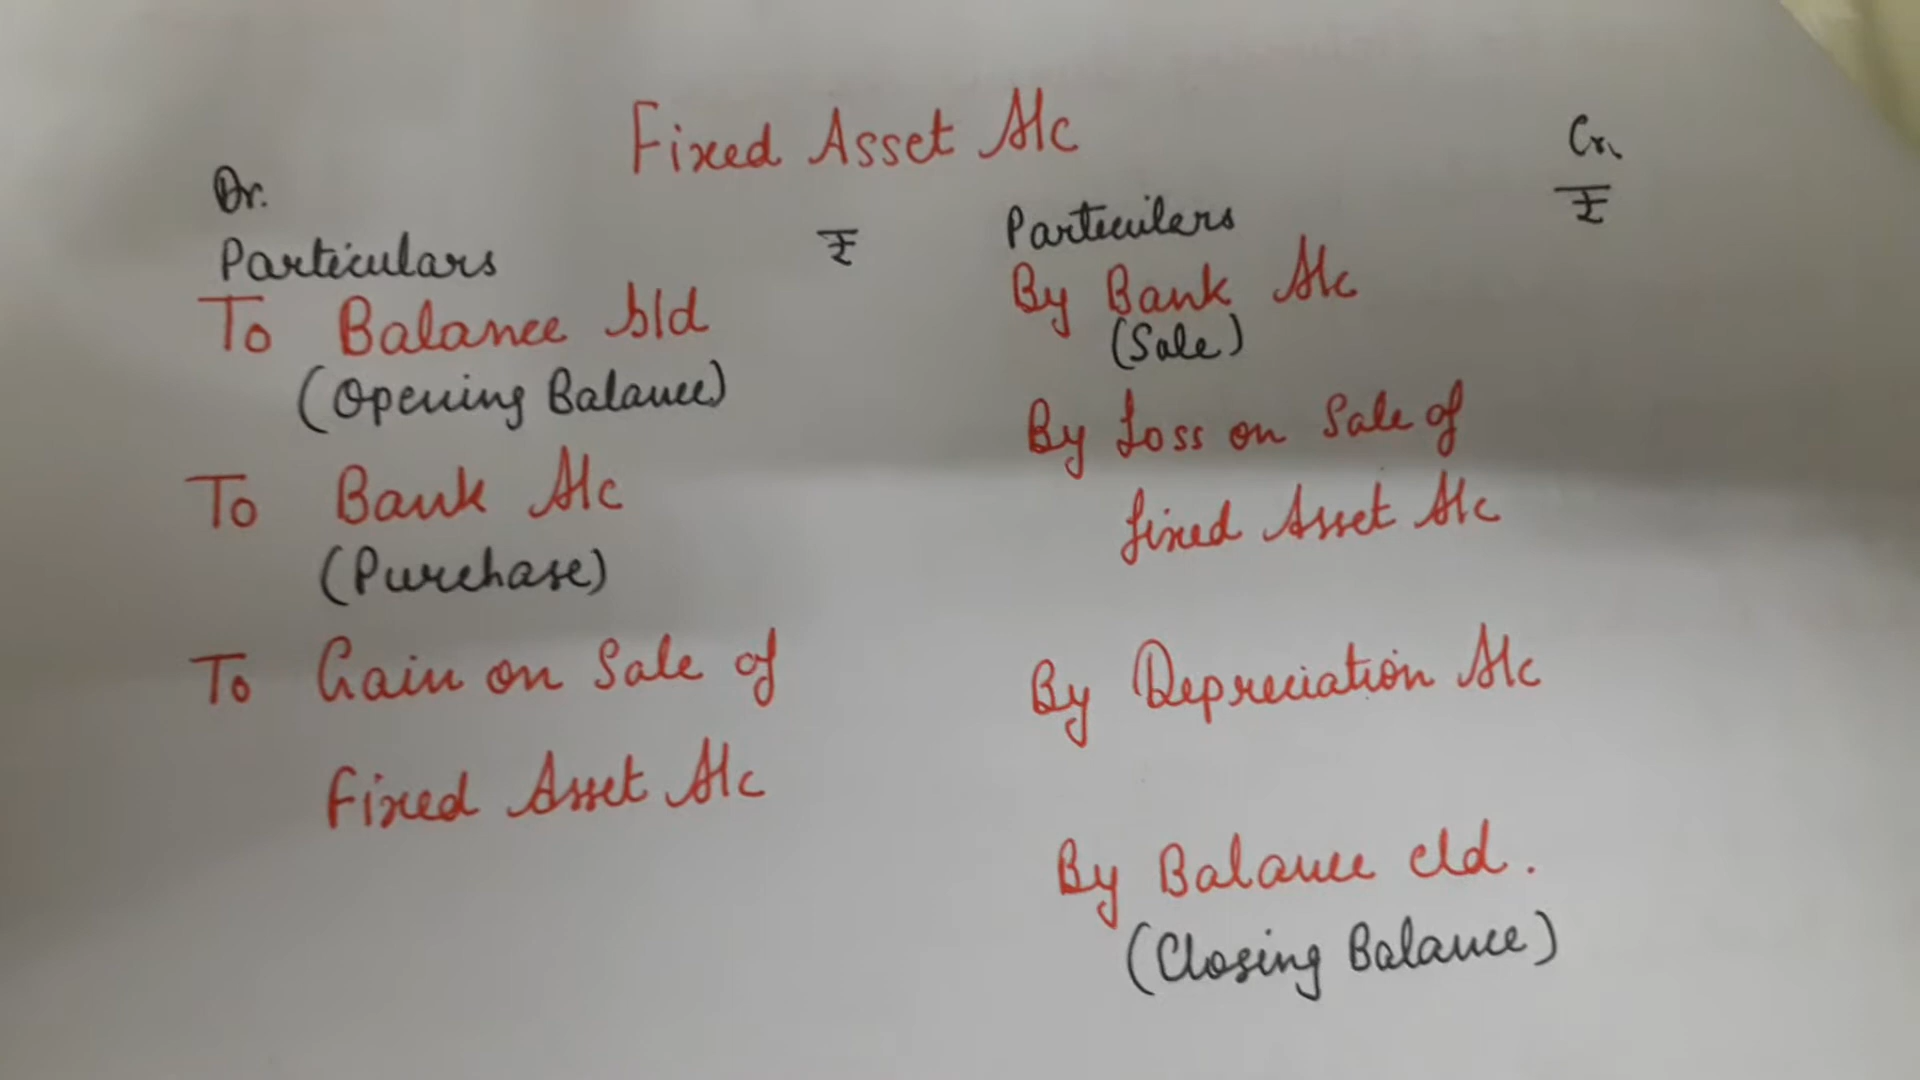 Fixed Asset A/c
Dr.
Cr.
Particulars
₹
Particulars
₹
To Balance b/d
(Opening Balance)
To Bank A/c
(Purchase)
To Gain on Sale of
Fixed Asset A/c
By Bank A/c
(Sale)
By Loss on Sale of
fixed Asset A/c
By Depreciation A/c
By Balance c/d.
(Closing Balance)